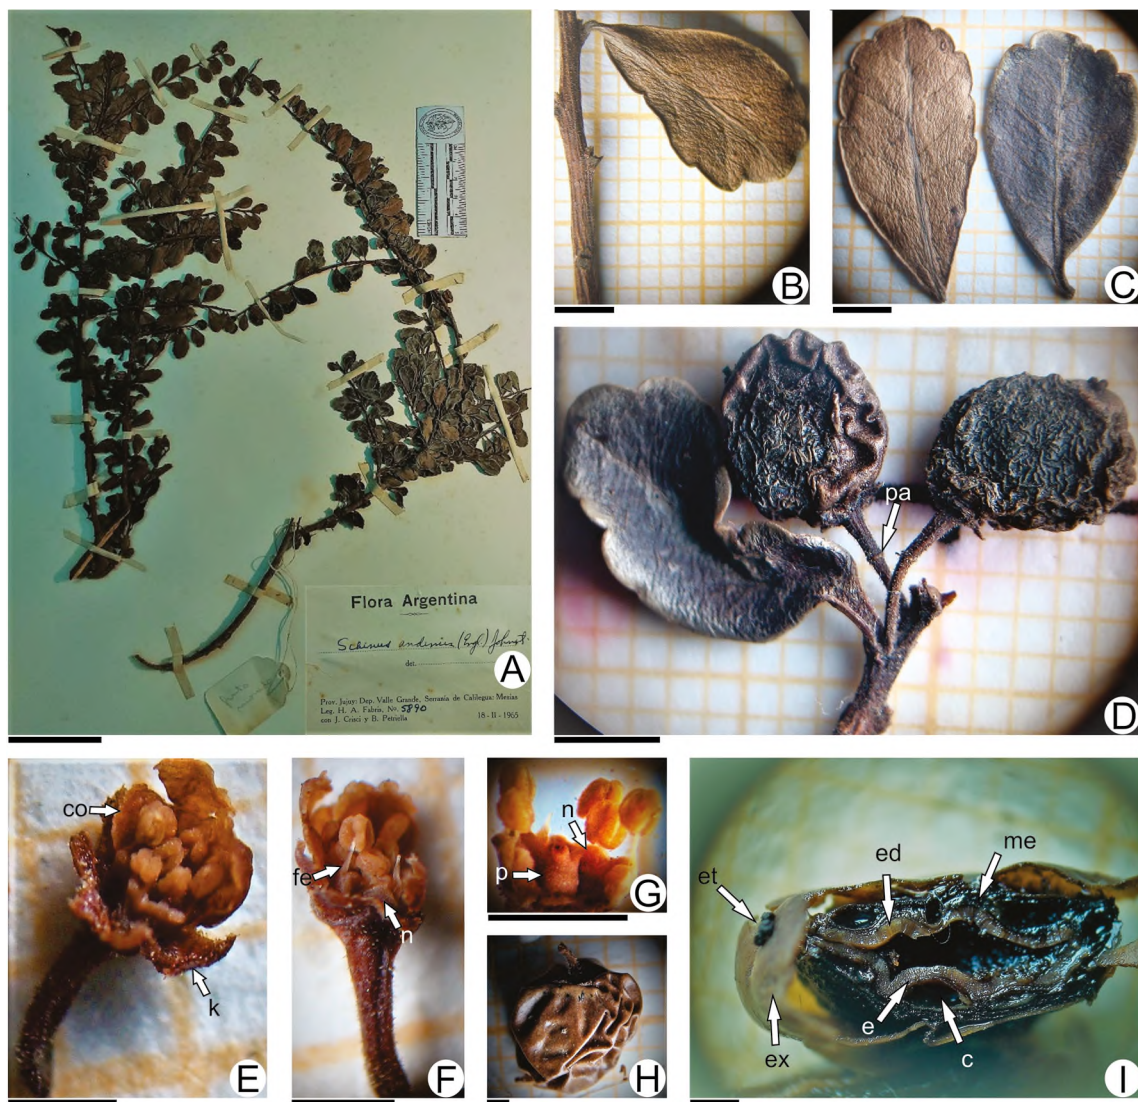 Flora Argentina
Schinus andinus (Engl.) Johnst.
det.
Prov. Jujuy: Dep. Valle Grande, Serranía de Calilegua: Mesias
Leg. H. A. Fabris, No. 5890
con J. Crisci y B. Petriella
18 - II - 1965
A
B
C
pa
D
co
k
E
fe
n
F
n
p
G
H
et
ed
me
ex
e
c
I